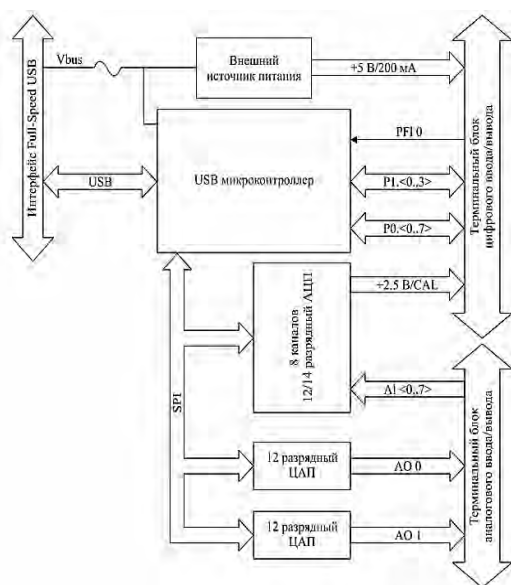 Интерфейс Full-Speed USB
Vbus
Внешний
источник питания
+5 В/200 мА
PFI 0
USB
USB микроконтроллер
P1.<0..3>
P0.<0..7>
Терминальный блок
цифрового ввода/вывода
+2.5 В/CAL
8 каналов
12/14 разрядный АЦП
AI <0..7>
SPI
12 разрядный
ЦАП
AO 0
12 разрядный
ЦАП
AO 1
Терминальный блок
аналогового ввода/вывода